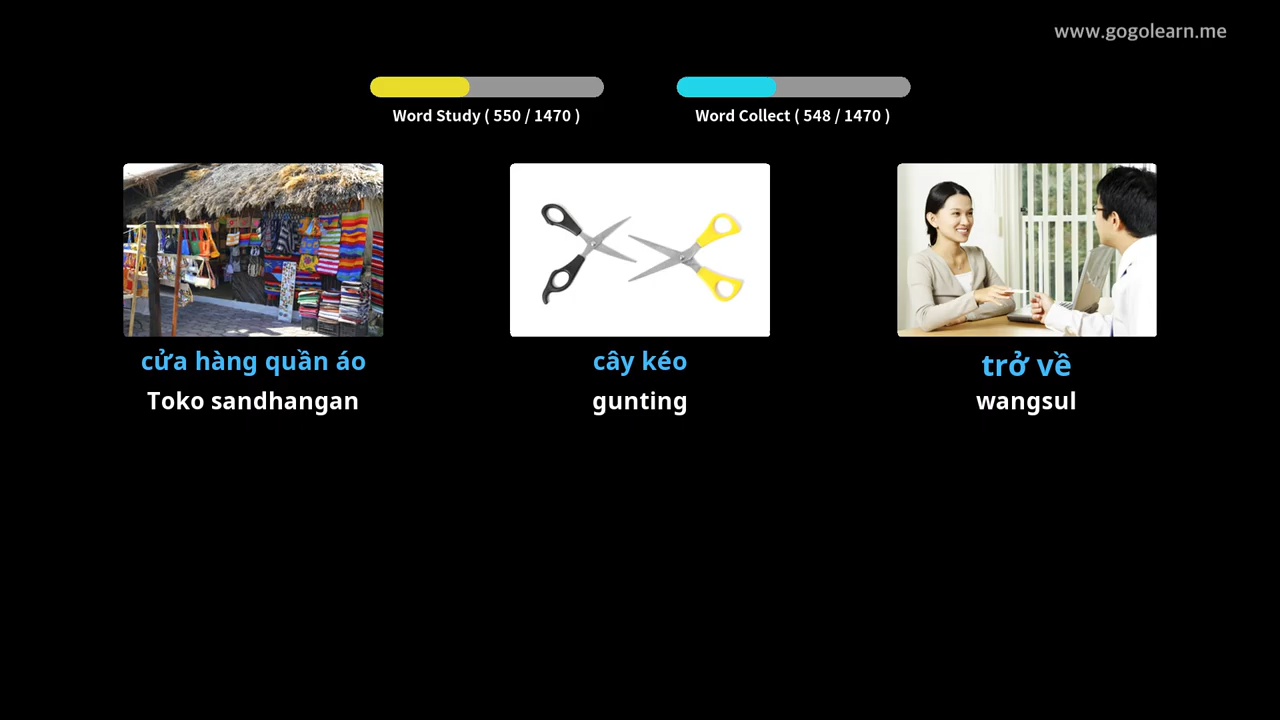 www.gogolearn.me
Word Study ( 550 / 1470 )
Word Collect ( 548 / 1470 )
cửa hàng quần áo
Toko sandhangan
cây kéo
gunting
trở về
wangsul